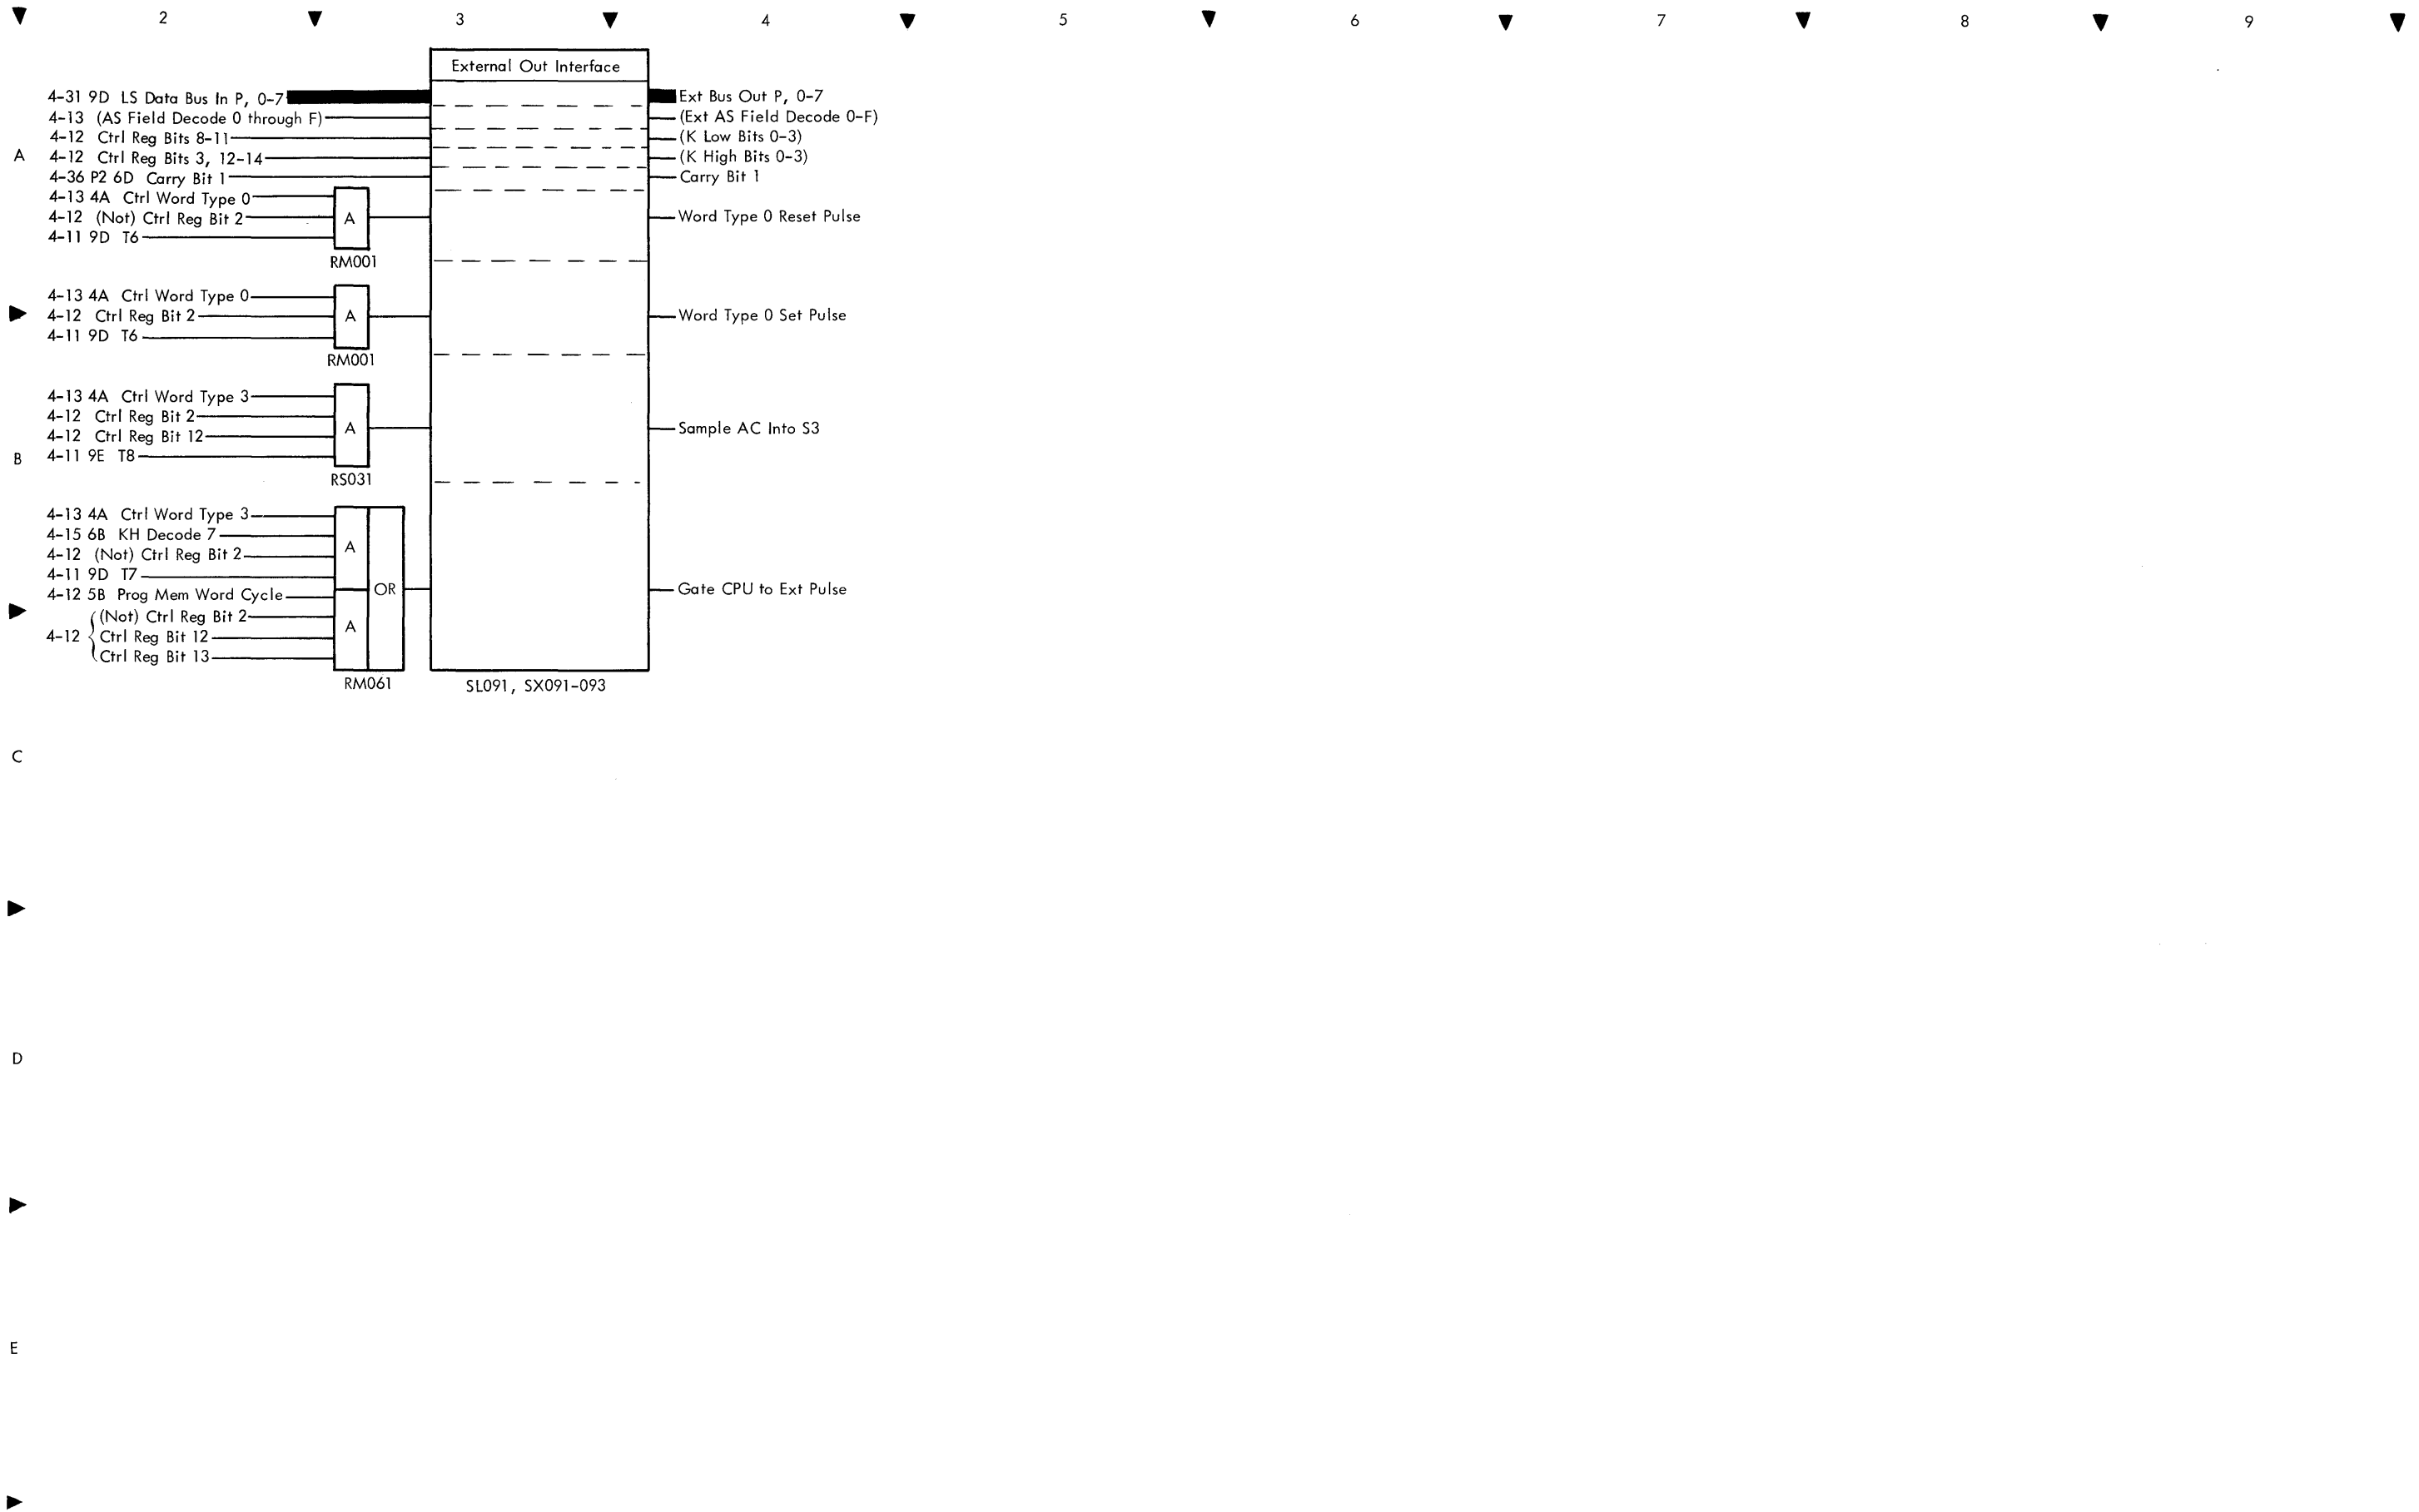 2 3 4 5 6 7 8 9
External Out Interface
4-31 9D LS Data Bus In P, 0-7
Ext Bus Out P, 0-7
4-13 (AS Field Decode 0 through F)
(Ext AS Field Decode 0-F)
4-12 Ctrl Reg Bits 8-11
(K Low Bits 0-3)
A
4-12 Ctrl Reg Bits 3, 12-14
(K High Bits 0-3)
4-36 P2 6D Carry Bit 1
Carry Bit 1
4-13 4A Ctrl Word Type 0
4-12 (Not) Ctrl Reg Bit 2
A
Word Type 0 Reset Pulse
4-11 9D T6
RM001
4-13 4A Ctrl Word Type 0
4-12 Ctrl Reg Bit 2
A
Word Type 0 Set Pulse
4-11 9D T6
RM001
4-13 4A Ctrl Word Type 3
4-12 Ctrl Reg Bit 2
A
Sample AC Into S3
4-12 Ctrl Reg Bit 12
B
4-11 9E T8
RS031
4-13 4A Ctrl Word Type 3
4-15 6B KH Decode 7
A
4-12 (Not) Ctrl Reg Bit 2
4-11 9D T7
OR
Gate CPU to Ext Pulse
4-12 5B Prog Mem Word Cycle
(Not) Ctrl Reg Bit 2
A
4-12 Ctrl Reg Bit 12
Ctrl Reg Bit 13
RM061
SL091, SX091-093
C
D
E